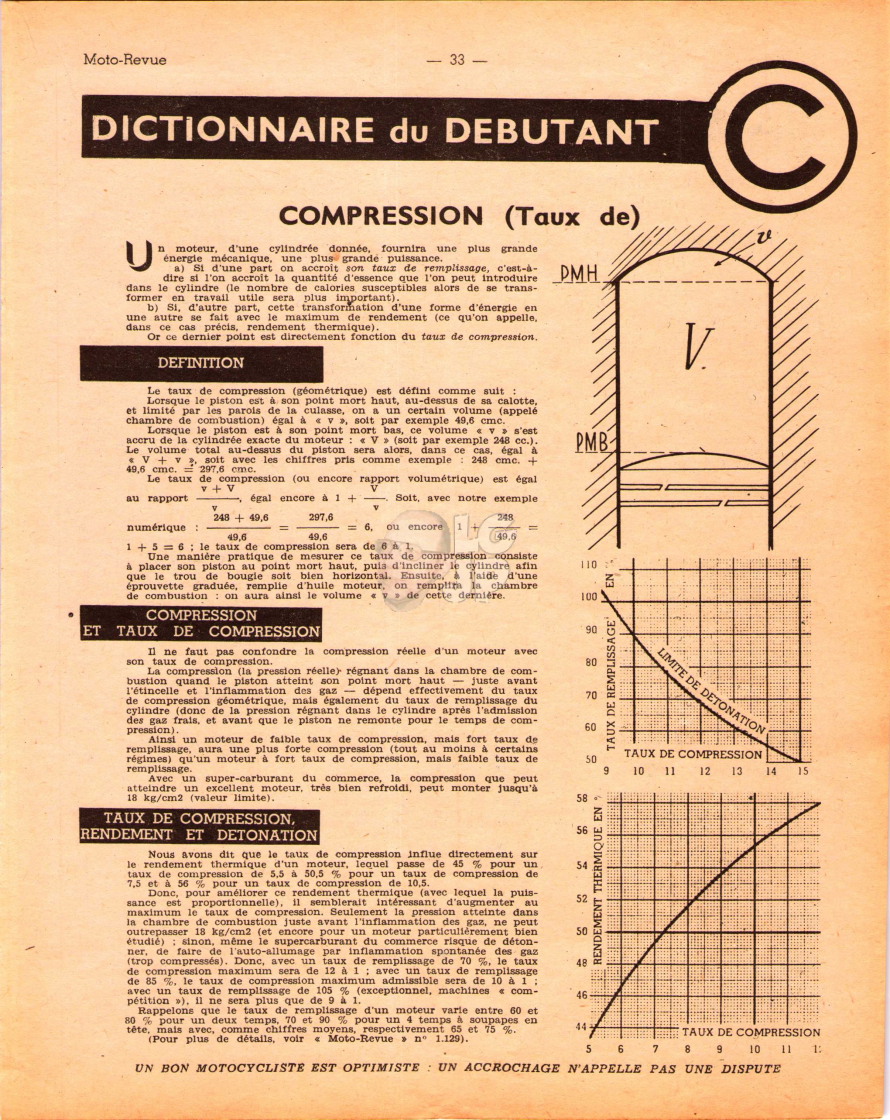 Moto-Revue
— 33 —
DICTIONNAIRE du DEBUTANT
C
COMPRESSION (Taux de)
Un moteur, d'une cylindrée donnée, fournira une plus grande
énergie mécanique, une plus grande puissance.
a) Si d'une part on accroît son taux de remplissage, c'est-à-
dire si l'on accroît la quantité d'essence que l'on peut introduire
dans le cylindre (le nombre de calories susceptibles alors de se trans-
former en travail utile sera plus important).
b) Si, d'autre part, cette transformation d'une forme d'énergie en
une autre se fait avec le maximum de rendement (ce qu'on appelle,
dans ce cas précis, rendement thermique).
Or ce dernier point est directement fonction du taux de compression.
DEFINITION
Le taux de compression (géométrique) est défini comme suit :
Lorsque le piston est à son point mort haut, au-dessus de sa calotte,
et limité par les parois de la culasse, on a un certain volume (appelé
chambre de combustion) égal à « v », soit par exemple 49,6 cmc.
Lorsque le piston est à son point mort bas, ce volume « v » s'est
accru de la cylindrée exacte du moteur : « V » (soit par exemple 248 cc.).
Le volume total au-dessus du piston sera alors, dans ce cas, égal à
« V + v », soit avec les chiffres pris comme exemple : 248 cmc. +
49,6 cmc. = 297,6 cmc.
Le taux de compression (ou encore rapport volumétrique) est égal
v + V V
au rapport ———, égal encore à 1 + ——. Soit, avec notre exemple
v v
248 + 49,6 297,6 248
numérique : ——— = ——— = 6, ou encore 1 + ——— =
49,6 49,6 49,6
1 + 5 = 6 ; le taux de compression sera de 6 à 1.
Une manière pratique de mesurer ce taux de compression consiste
à placer son piston au point mort haut, puis d'incliner le cylindre afin
que le trou de bougie soit bien horizontal. Ensuite, à l'aide d'une
éprouvette graduée, remplie d'huile moteur, on remplira la chambre
de combustion : on aura ainsi le volume « v » de cette dernière.
COMPRESSION
ET TAUX DE COMPRESSION
Il ne faut pas confondre la compression réelle d'un moteur avec
son taux de compression.
La compression (la pression réelle) régnant dans la chambre de com-
bustion quand le piston atteint son point mort haut — juste avant
l'étincelle et l'inflammation des gaz — dépend effectivement du taux
de compression géométrique, mais également du taux de remplissage du
cylindre (donc de la pression régnant dans le cylindre après l'admission
des gaz frais, et avant que le piston ne remonte pour le temps de com-
pression).
Ainsi un moteur de faible taux de compression, mais fort taux de
remplissage, aura une plus forte compression (tout au moins à certains
régimes) qu'un moteur à fort taux de compression, mais faible taux de
remplissage.
Avec un super-carburant du commerce, la compression que peut
atteindre un excellent moteur, très bien refroidi, peut monter jusqu'à
18 kg/cm2 (valeur limite).
TAUX DE COMPRESSION,
RENDEMENT ET DETONATION
Nous avons dit que le taux de compression influe directement sur
le rendement thermique d'un moteur, lequel passe de 45 % pour un
taux de compression de 5,5 à 50,5 % pour un taux de compression de
7,5 et à 56 % pour un taux de compression de 10,5.
Donc, pour améliorer ce rendement thermique (avec lequel la puis-
sance est proportionnelle), il semblerait intéressant d'augmenter au
maximum le taux de compression. Seulement la pression atteinte dans
la chambre de combustion juste avant l'inflammation des gaz, ne peut
outrepasser 18 kg/cm2 (et encore pour un moteur particulièrement bien
étudié) ; sinon, même le supercarburant du commerce risque de déton-
ner, de faire de l'auto-allumage par inflammation spontanée des gaz
(trop compressés). Donc, avec un taux de remplissage de 70 %, le taux
de compression maximum sera de 12 à 1 ; avec un taux de remplissage
de 85 %, le taux de compression maximum admissible sera de 10 à 1 ;
avec un taux de remplissage de 105 % (exceptionnel, machines « com-
pétition »), il ne sera plus que de 9 à 1.
Rappelons que le taux de remplissage d'un moteur varie entre 60 et
80 % pour un deux temps, 70 et 90 % pour un 4 temps à soupapes en
tête, mais avec, comme chiffres moyens, respectivement 65 et 75 %.
(Pour plus de détails, voir « Moto-Revue » n° 1.129).
v
PMH
V.
PMB
110
100
90
80
70
60
50
TAUX DE REMPLISSAGE EN
LIMITE DE DETONATION
TAUX DE COMPRESSION
9 10 11 12 13 14 15
58
56
54
52
50
48
46
44
RENDEMENT THERMIQUE EN
TAUX DE COMPRESSION
5 6 7 8 9 10 11
UN BON MOTOCYCLISTE EST OPTIMISTE : UN ACCROCHAGE N'APPELLE PAS UNE DISPUTE